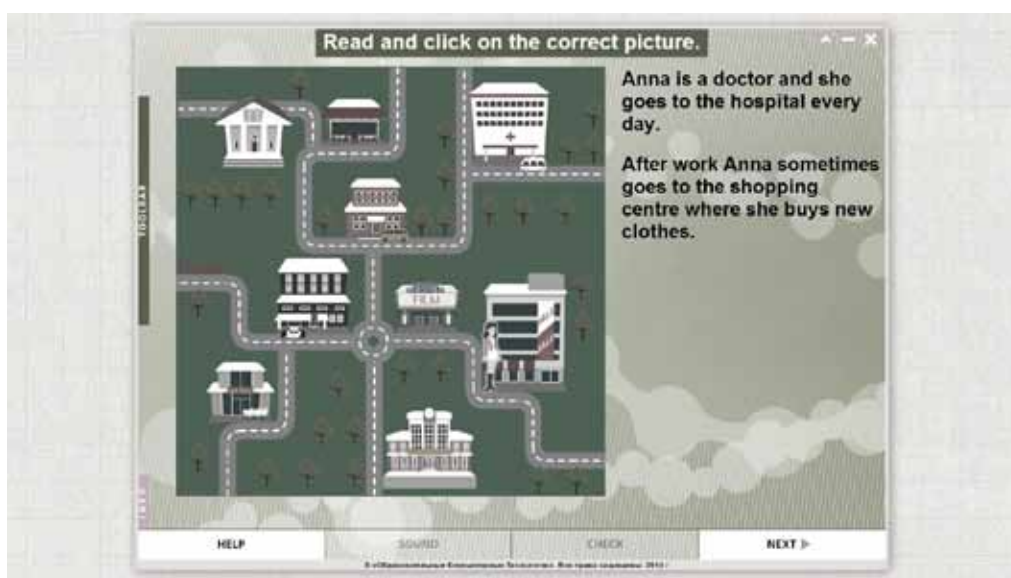 Read and click on the correct picture.
Anna is a doctor and she
goes to the hospital every
day.
After work Anna sometimes
goes to the shopping
centre where she buys new
clothes.
TOOLBAR
FILM
HELP
SOUND
CHECK
NEXT